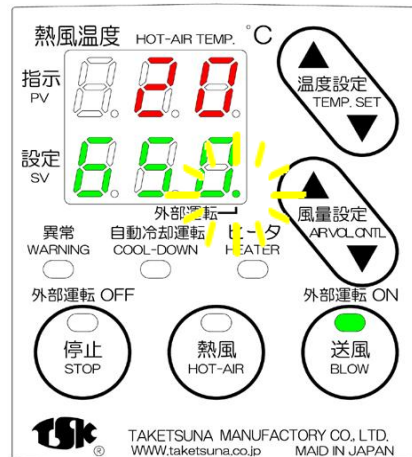 熱風温度 HOT-AIR TEMP. °C
指示 20
PV
設定 650.
SV
外部運転
温度設定
TEMP. SET
風量設定
AIR VOL. CNTL
異常 自動冷却運転 ヒータ
WARNING COOL-DOWN HEATER
外部運転 OFF 外部運転 ON
停止 熱風 送風
STOP HOT-AIR BLOW
TSK ® TAKETSUNA MANUFACTORY CO., LTD.
WWW.taketsuna.co.jp MAID IN JAPAN